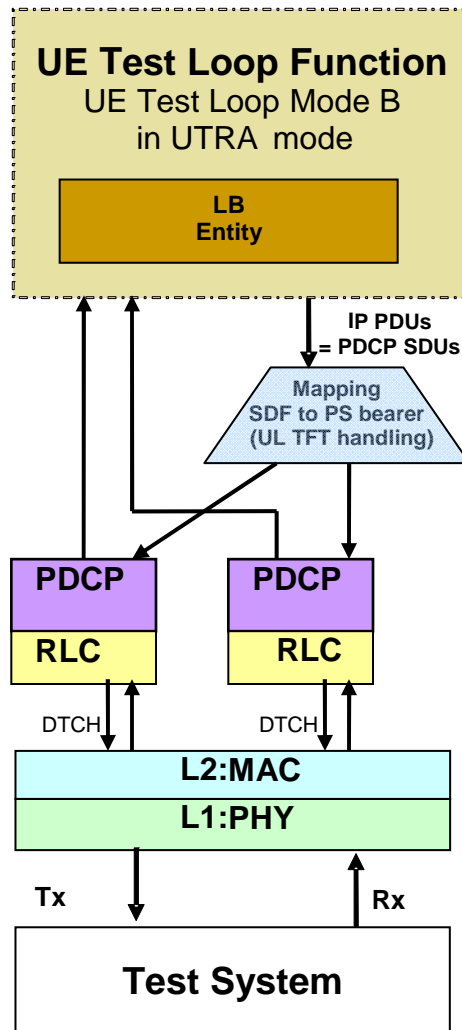 UE Test Loop Function
UE Test Loop Mode B
in UTRA mode
LB
Entity
IP PDUs
= PDCP SDUs
Mapping
SDF to PS bearer
(UL TFT handling)
PDCP
PDCP
RLC
RLC
DTCH
DTCH
L2:MAC
L1:PHY
Tx
Rx
Test System